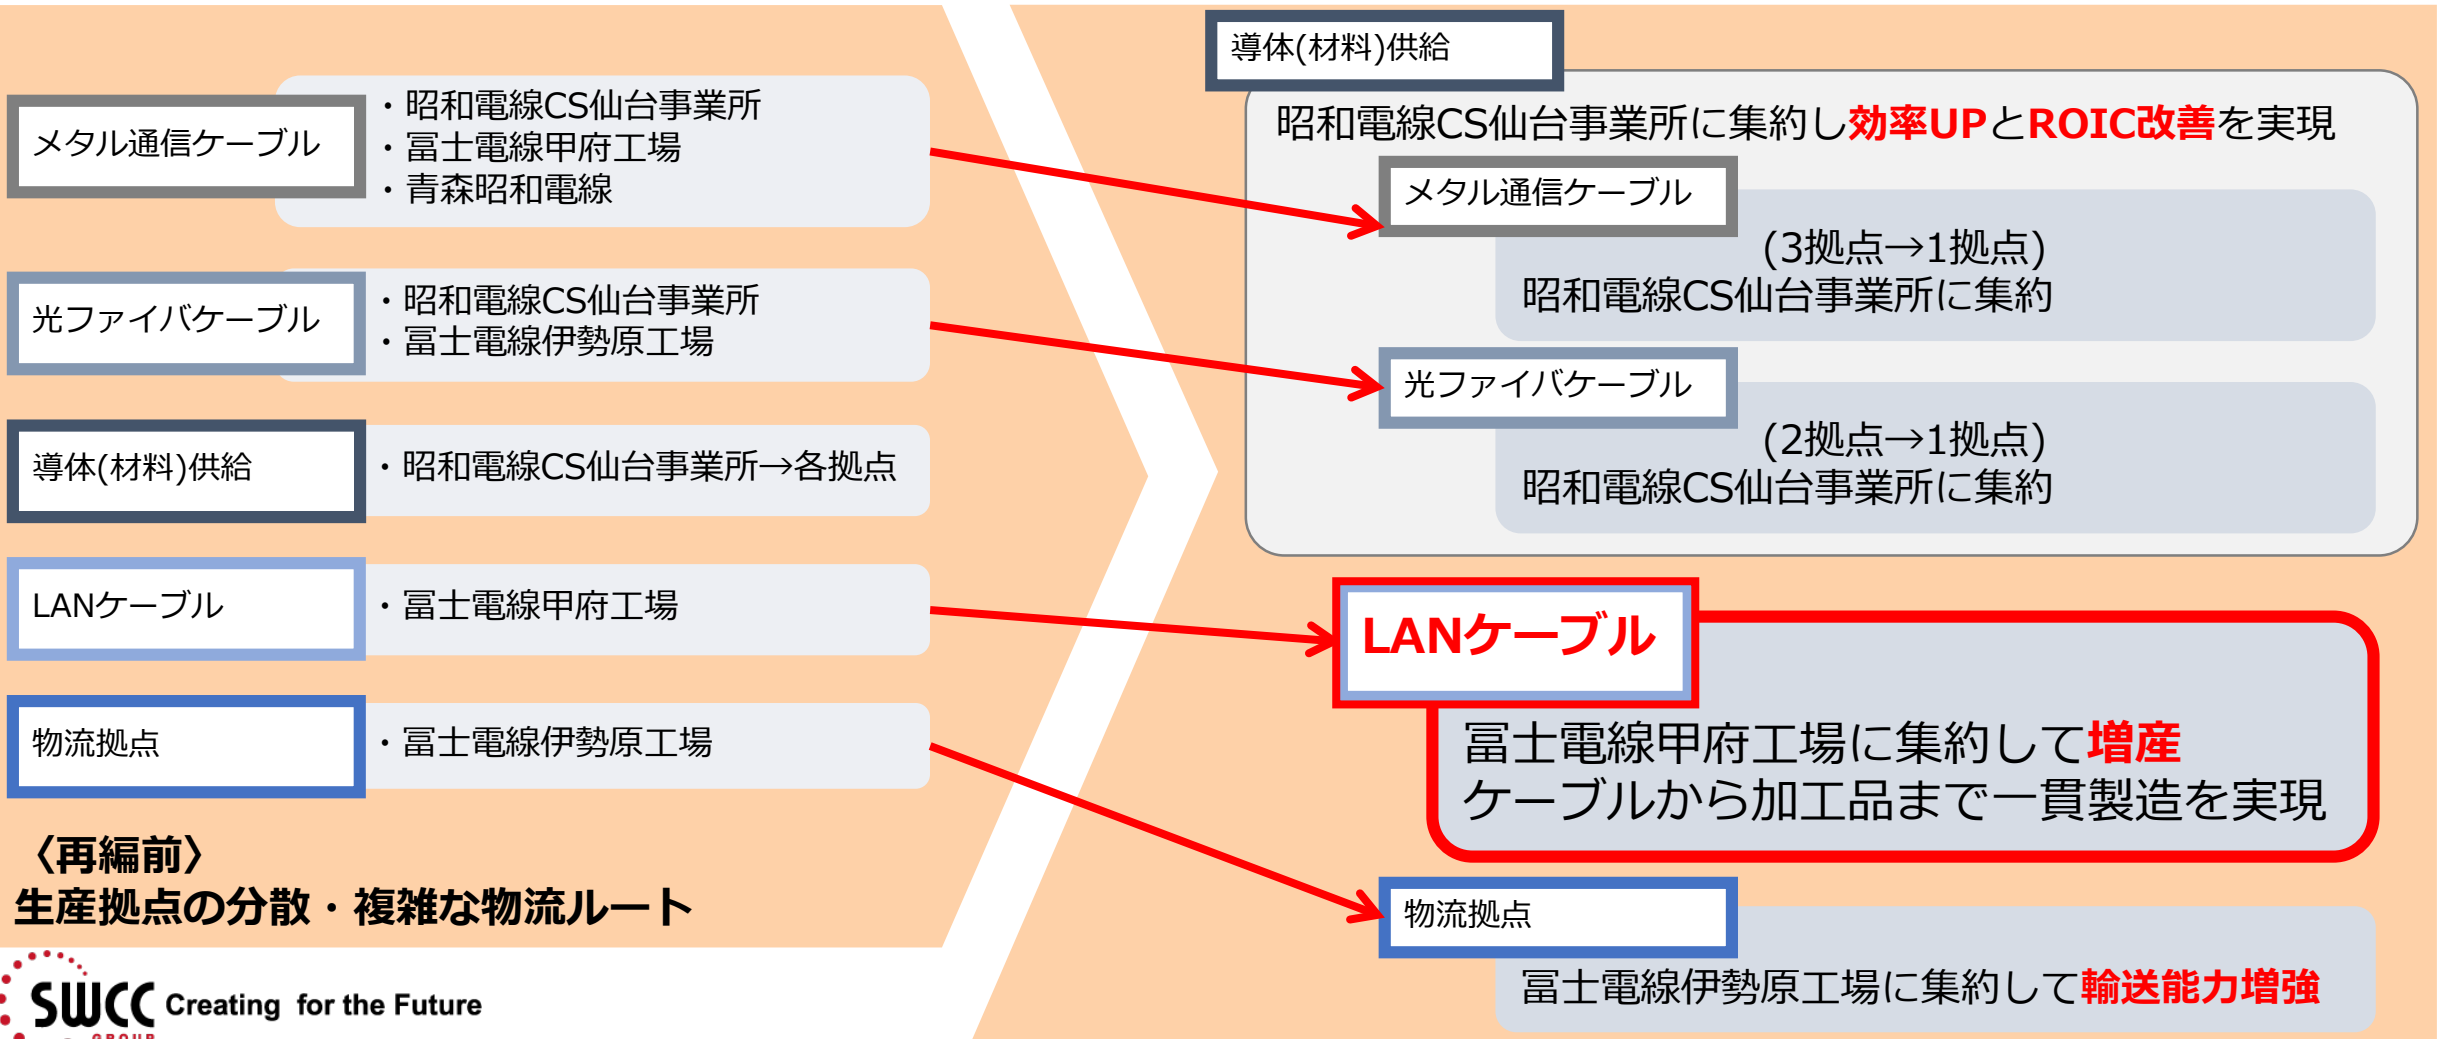 メタル通信ケーブル
・昭和電線CS仙台事業所
・冨士電線甲府工場
・青森昭和電線
光ファイバケーブル
・昭和電線CS仙台事業所
・冨士電線伊勢原工場
導体(材料)供給
・昭和電線CS仙台事業所→各拠点
LANケーブル
・冨士電線甲府工場
物流拠点
・冨士電線伊勢原工場
〈再編前〉
生産拠点の分散・複雑な物流ルート
導体(材料)供給
昭和電線CS仙台事業所に集約し効率UPとROIC改善を実現
メタル通信ケーブル
(3拠点→1拠点)
昭和電線CS仙台事業所に集約
光ファイバケーブル
(2拠点→1拠点)
昭和電線CS仙台事業所に集約
LANケーブル
冨士電線甲府工場に集約して増産
ケーブルから加工品まで一貫製造を実現
物流拠点
冨士電線伊勢原工場に集約して輸送能力増強
SWCC Creating for the Future
GROUP